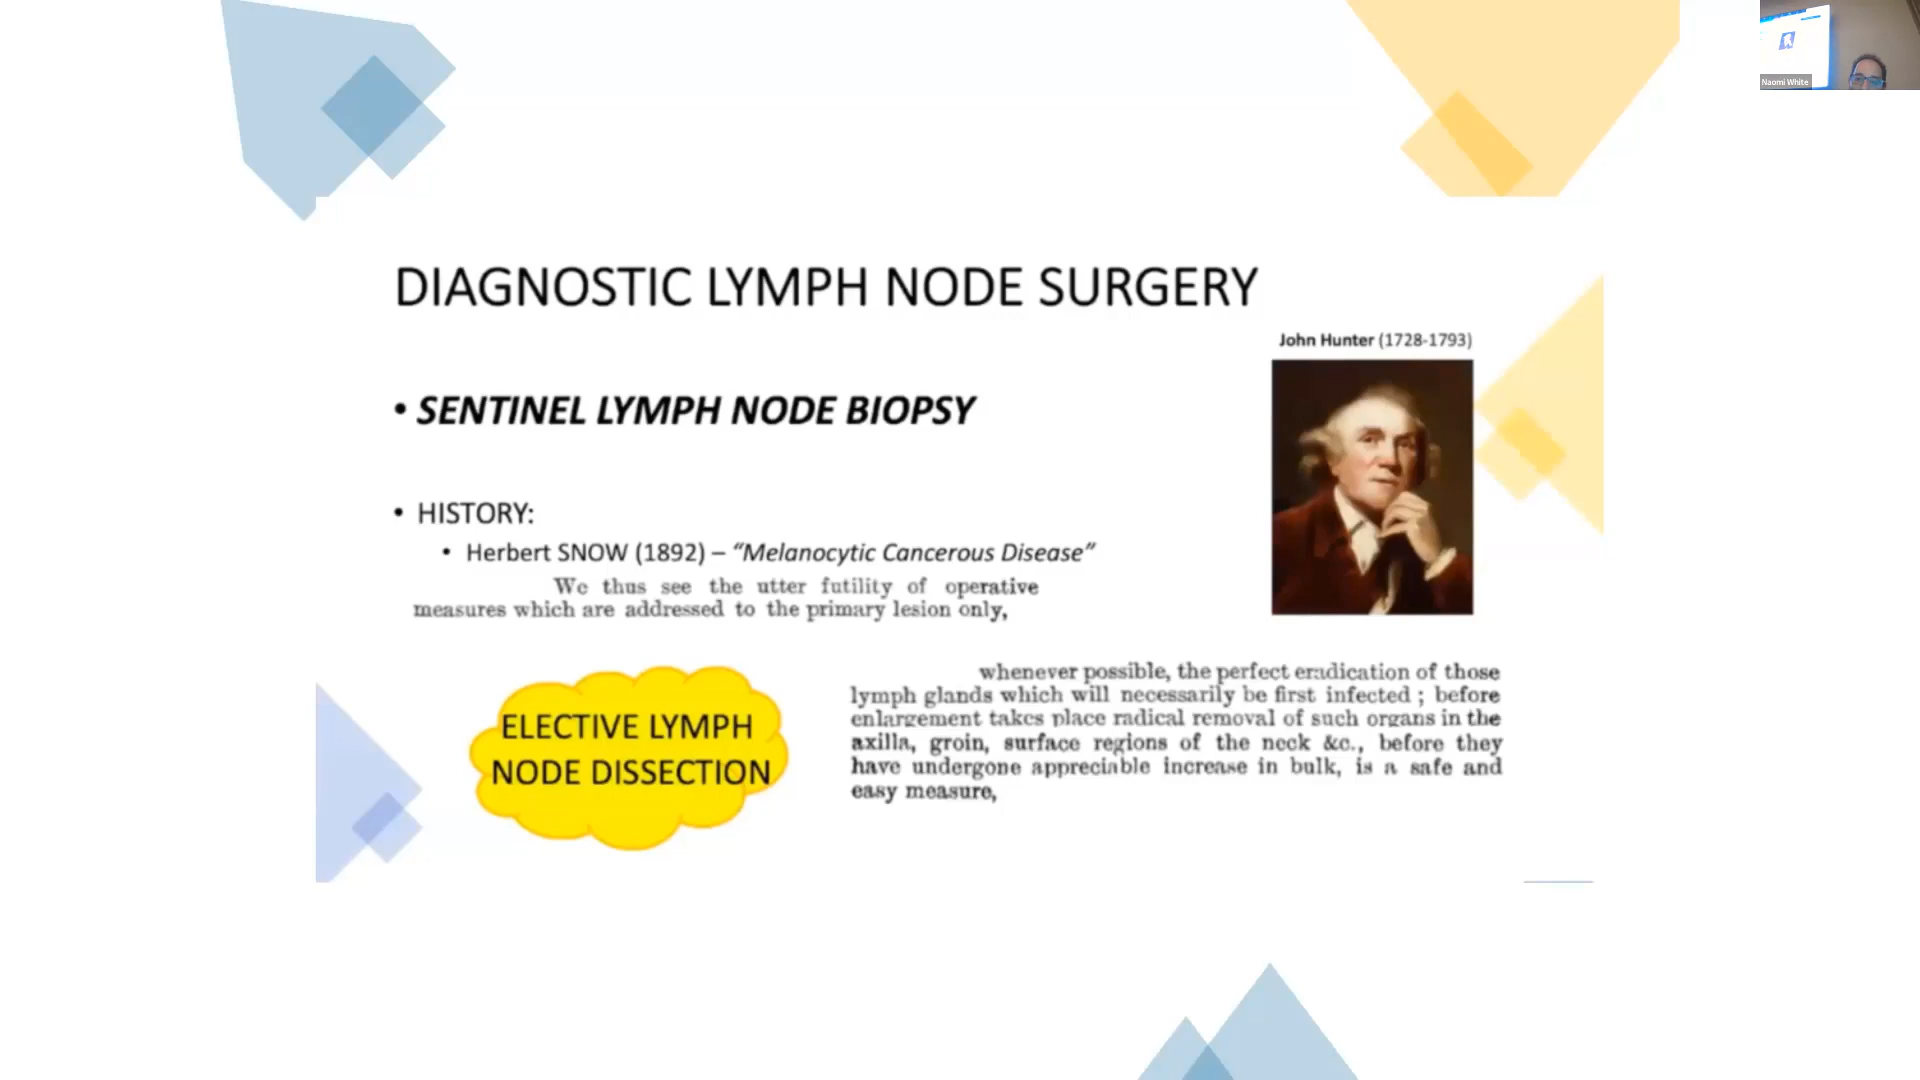 Naomi White
DIAGNOSTIC LYMPH NODE SURGERY
John Hunter (1728-1793)
• SENTINEL LYMPH NODE BIOPSY
• HISTORY:
• Herbert SNOW (1892) – “Melanocytic Cancerous Disease”
We thus see the utter futility of operative
measures which are addressed to the primary lesion only,
ELECTIVE LYMPH
NODE DISSECTION
whenever possible, the perfect eradication of those
lymph glands which will necessarily be first infected ; before
enlargement takes place radical removal of such organs in the
axilla, groin, surface regions of the neck &c., before they
have undergone appreciable increase in bulk, is a safe and
easy measure,